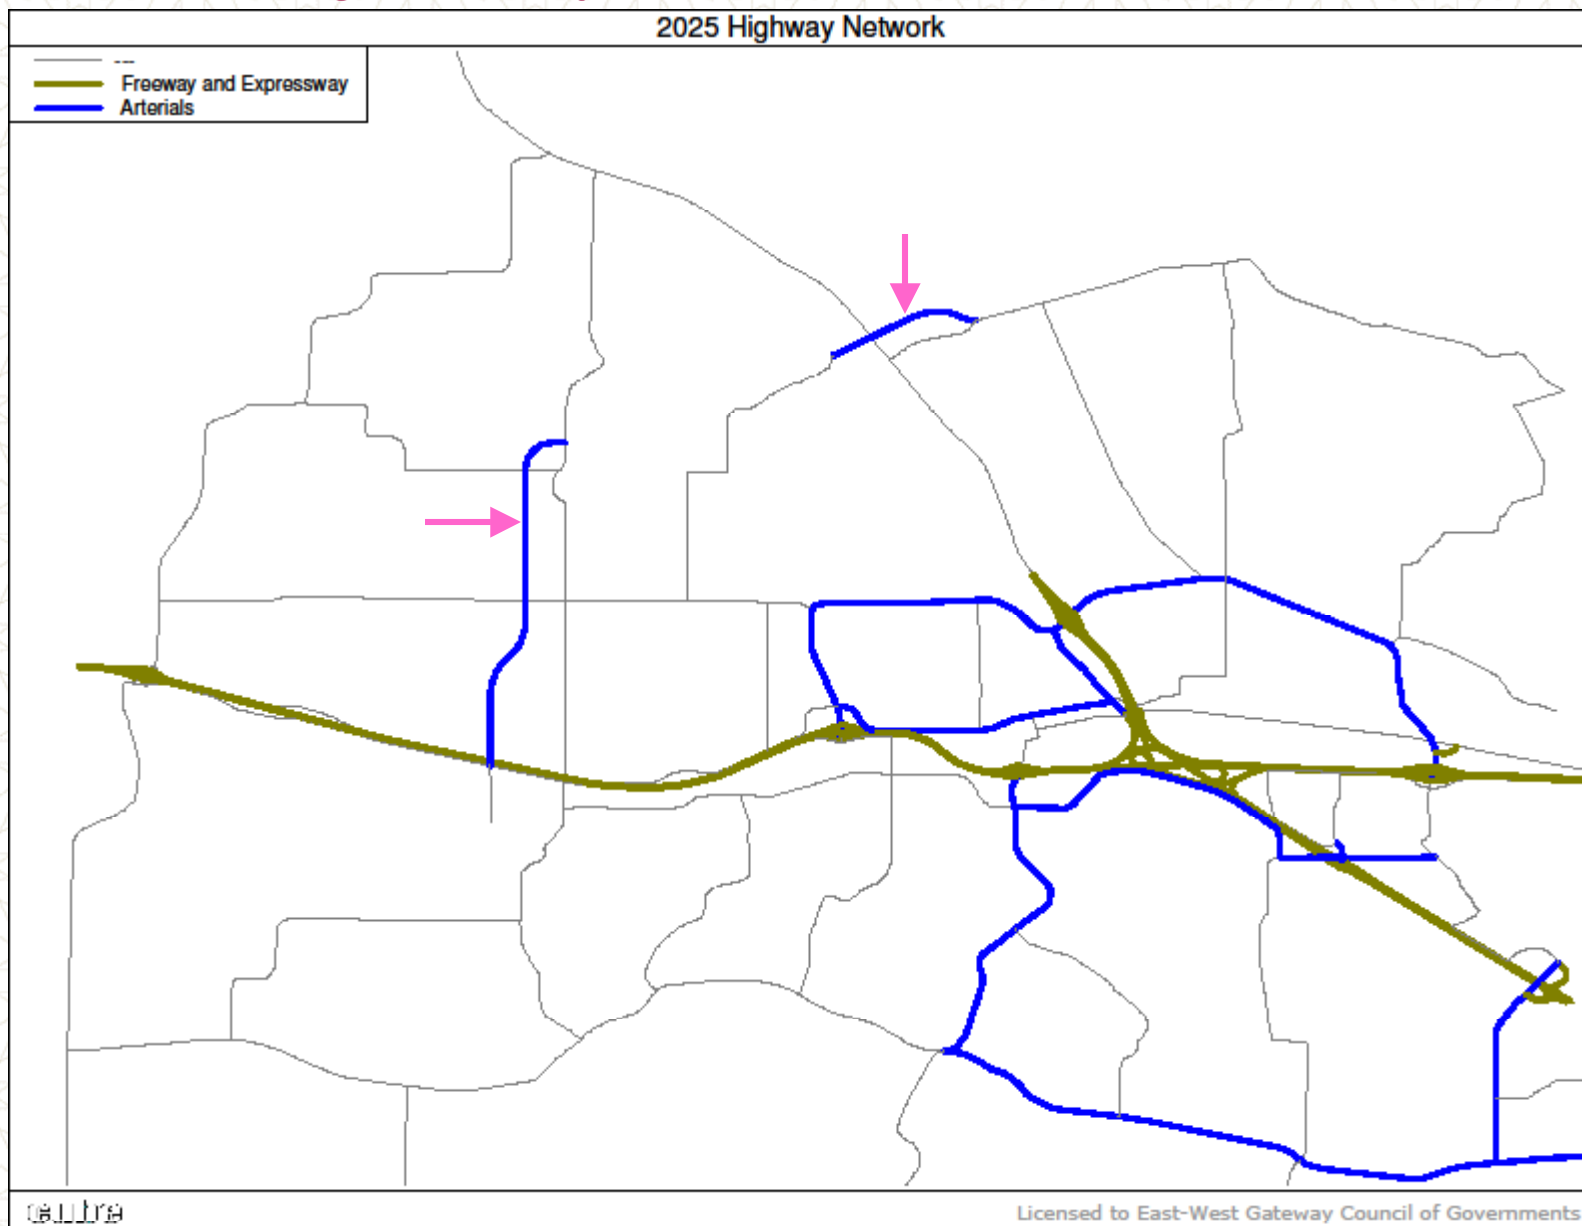 2025 Highway Network
---
Freeway and Expressway
Arterials
Licensed to East-West Gateway Council of Governments